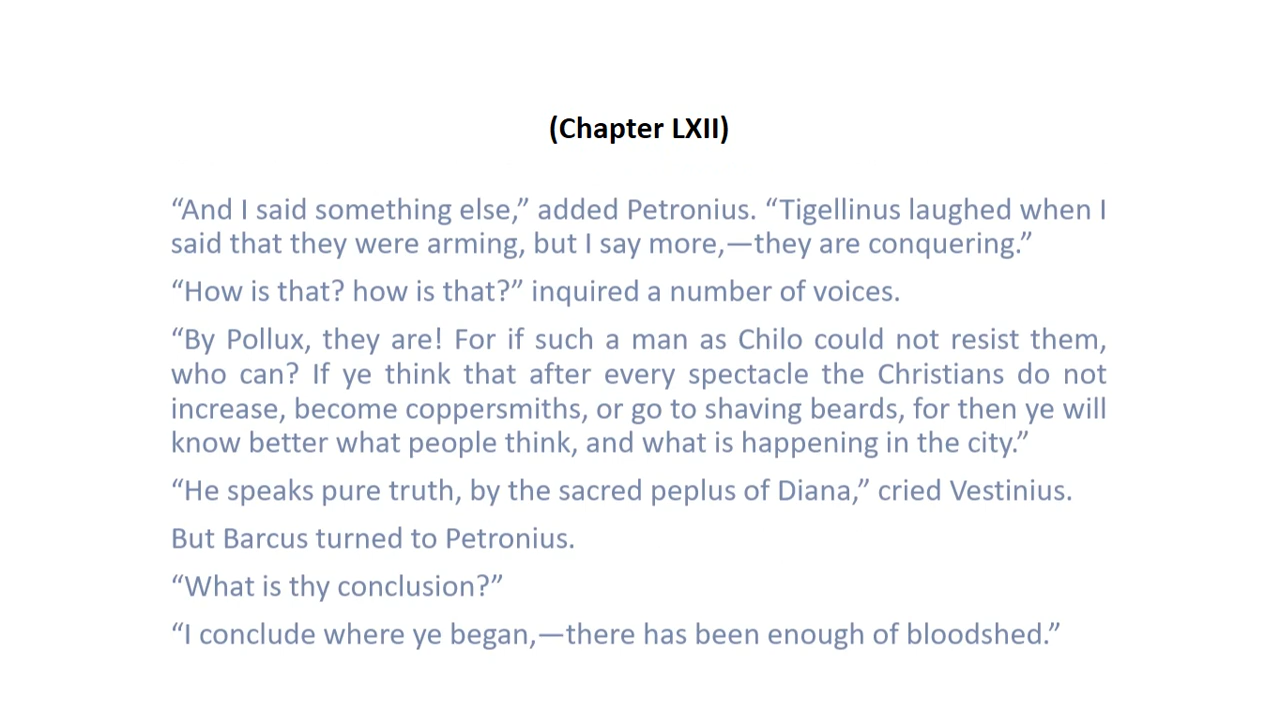 (Chapter LXII)
“And I said something else,” added Petronius. “Tigellinus laughed when I
said that they were arming, but I say more,—they are conquering.”
“How is that? how is that?” inquired a number of voices.
“By Pollux, they are! For if such a man as Chilo could not resist them,
who can? If ye think that after every spectacle the Christians do not
increase, become coppersmiths, or go to shaving beards, for then ye will
know better what people think, and what is happening in the city.”
“He speaks pure truth, by the sacred peplus of Diana,” cried Vestinius.
But Barcus turned to Petronius.
“What is thy conclusion?”
“I conclude where ye began,—there has been enough of bloodshed.”